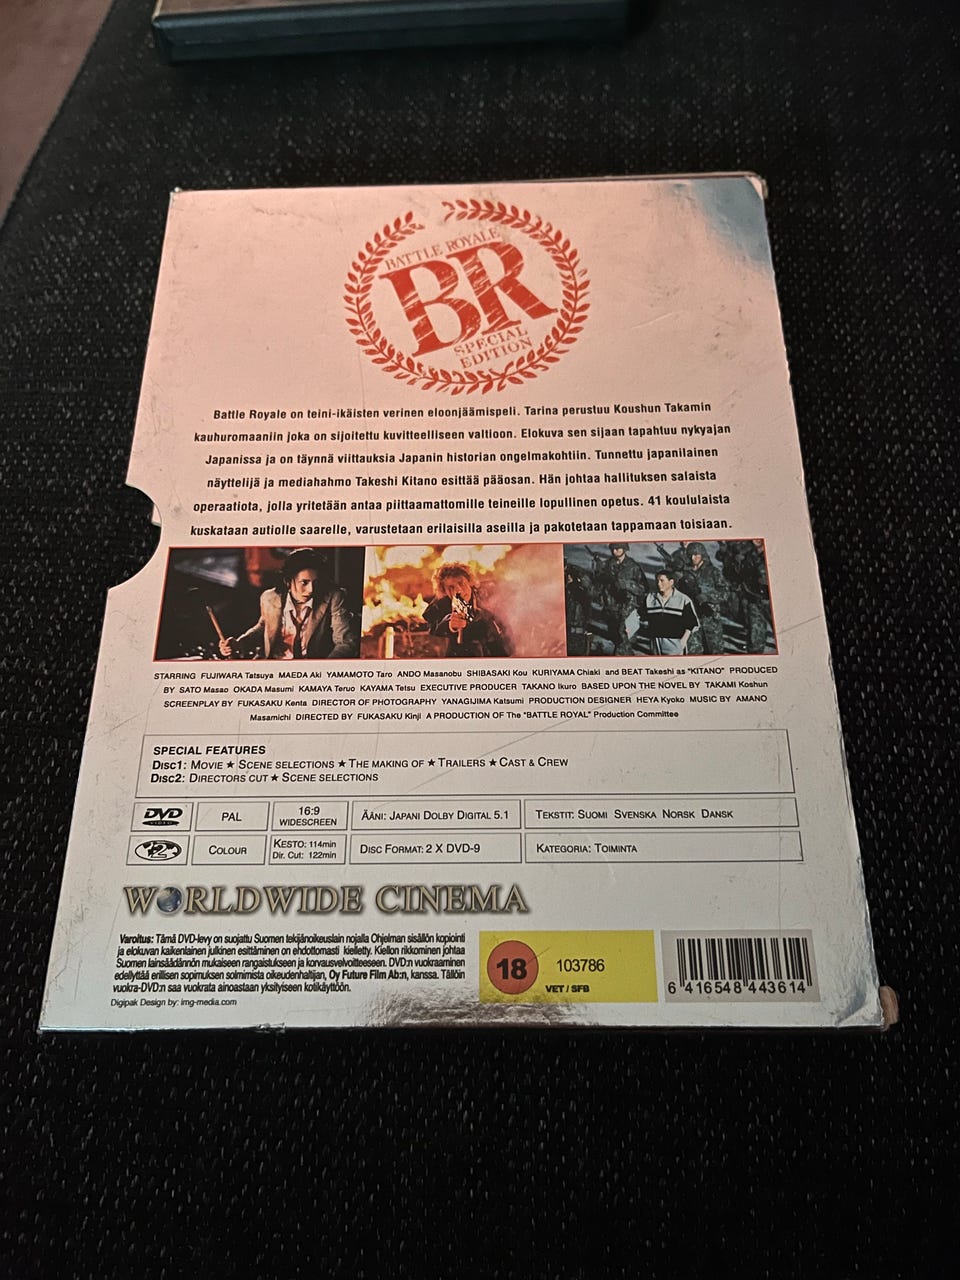 BATTLE ROYALE
BR
SPECIAL
EDITION
Battle Royale on teini-ikäisten verinen eloonjäämispeli. Tarina perustuu Koushun Takamin
kauhuromaaniin joka on sijoitettu kuvitteelliseen valtioon. Elokuva sen sijaan tapahtuu nykyajan
Japanissa ja on täynnä viittauksia Japanin historian ongelmakohtiin. Tunnettu japanilainen
näyttelijä ja mediahahmo Takeshi Kitano esittää pääosan. Hän johtaa hallituksen salaista
operaatiota, jolla yritetään antaa piittaamattomille teineille lopullinen opetus. 41 koululaista
kuskataan autiolle saarelle, varustetaan erilaisilla aseilla ja pakotetaan tappamaan toisiaan.
STARRING FUJIWARA Tatsuya MAEDA Aki YAMAMOTO Taro ANDO Masanobu SHIBASAKI Kou KURIYAMA Chiaki and BEAT Takeshi as "KITANO" PRODUCED
BY SATO Masao OKADA Masumi KAMAYA Teruo KAYAMA Tetsu EXECUTIVE PRODUCER TAKANO Ikuro BASED UPON THE NOVEL BY TAKAMI Koshun
SCREENPLAY BY FUKASAKU Kenta DIRECTOR OF PHOTOGRAPHY YANAGIJIMA Katsumi PRODUCTION DESIGNER HEYA Kyoko MUSIC BY AMANO
Masamichi DIRECTED BY FUKASAKU Kinji A PRODUCTION OF The "BATTLE ROYAL" Production Committee
SPECIAL FEATURES
DISC1: MOVIE ★ SCENE SELECTIONS ★ THE MAKING OF ★ TRAILERS ★ CAST & CREW
DISC2: DIRECTORS CUT ★ SCENE SELECTIONS
DVD VIDEO
PAL
16:9
WIDESCREEN
ÄÄNI: JAPANI DOLBY DIGITAL 5.1
TEKSTIT: SUOMI SVENSKA NORSK DANSK
2
COLOUR
KESTO: 114min
Dir. Cut: 122min
DISC FORMAT: 2 X DVD-9
KATEGORIA: TOIMINTA
WORLDWIDE CINEMA
Varoitus: Tämä DVD-levy on suojattu Suomen tekijänoikeuslain nojalla Ohjelman sisällön kopiointi
ja elokuvan kaikenlainen julkinen esittäminen on ehdottomasti kielletty. Kiellon rikkominen johtaa
Suomen lainsäädännön mukaiseen rangaistukseen ja korvausvelvoitteeseen. DVD:n vuokraaminen
edellyttää erillisen sopimuksen solmimista oikeudenhaltijan, Oy Future Film Ab:n, kanssa. Tällöin
vuokra-DVD:n saa vuokrata ainoastaan yksityiseen kotikäyttöön.
Digipak Design by: img-media.com
18
103786
VET / SFB
6 416548 443614